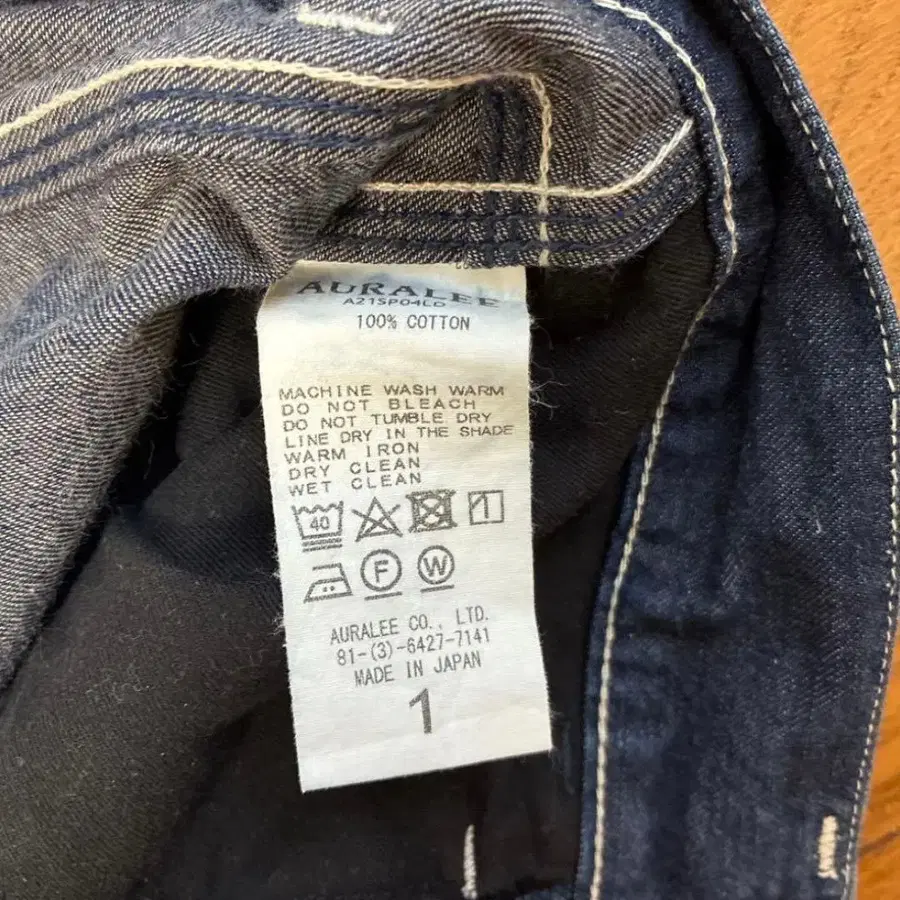 AURALEE
A21SP04LD
100% COTTON
MACHINE WASH WARM
DO NOT BLEACH
DO NOT TUMBLE DRY
LINE DRY IN THE SHADE
WARM IRON
DRY CLEAN
WET CLEAN
40
F W
AURALEE CO., LTD.
81-(3)-6427-7141
MADE IN JAPAN
1